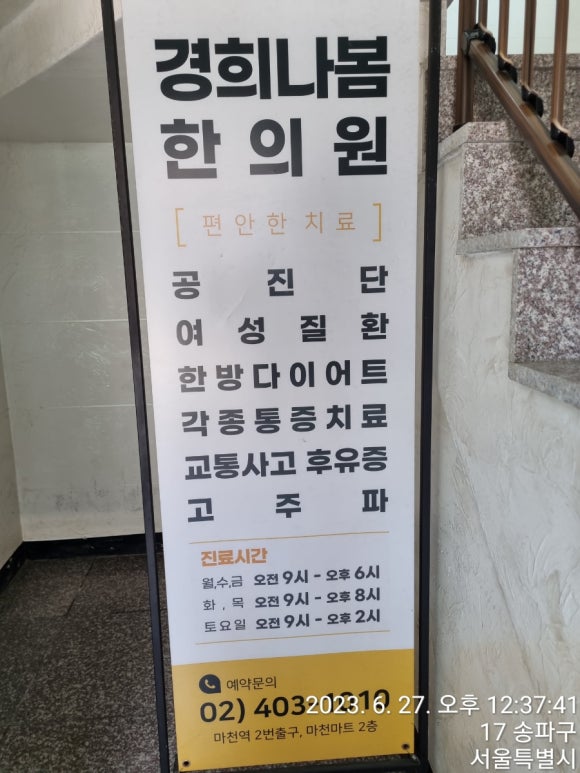 경희나봄
한의원
[편안한치료]
공진단
여성질환
한방다이어트
각종통증치료
교통사고 후유증
고주파
진료시간
월,수,금 오전 9시 - 오후 6시
화, 목 오전 9시 - 오후 8시
토요일 오전 9시 - 오후 2시
예약문의
02) 403-1010
마천역 2번출구, 마천마트 2층
2023. 6. 27. 오후 12:37:41
17 송파구
서울특별시